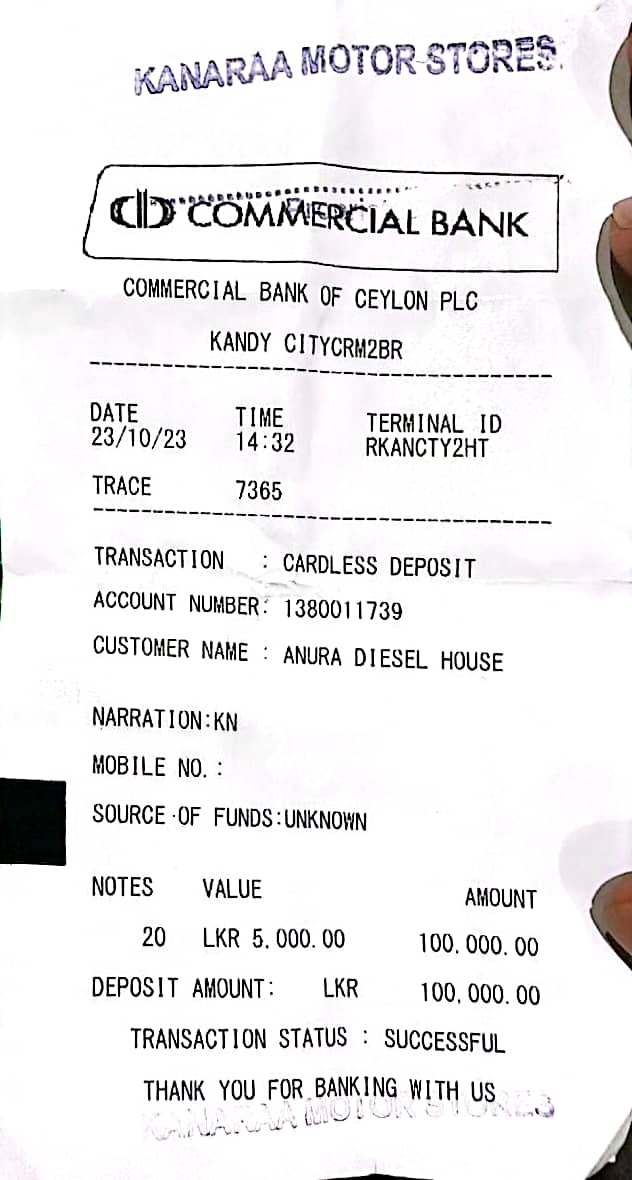 KANARAA MOTOR STORES.
COMMERCIAL BANK
COMMERCIAL BANK OF CEYLON PLC
KANDY CITYCRM2BR
DATE TIME TERMINAL ID
23/10/23 14:32 RKANCTY2HT
TRACE 7365
TRANSACTION : CARDLESS DEPOSIT
ACCOUNT NUMBER: 1380011739
CUSTOMER NAME : ANURA DIESEL HOUSE
NARRATION:KN
MOBILE NO. :
SOURCE OF FUNDS:UNKNOWN
NOTES VALUE AMOUNT
20 LKR 5,000.00 100,000.00
DEPOSIT AMOUNT: LKR 100,000.00
TRANSACTION STATUS : SUCCESSFUL
THANK YOU FOR BANKING WITH US
KANARAA MOTOR STORES